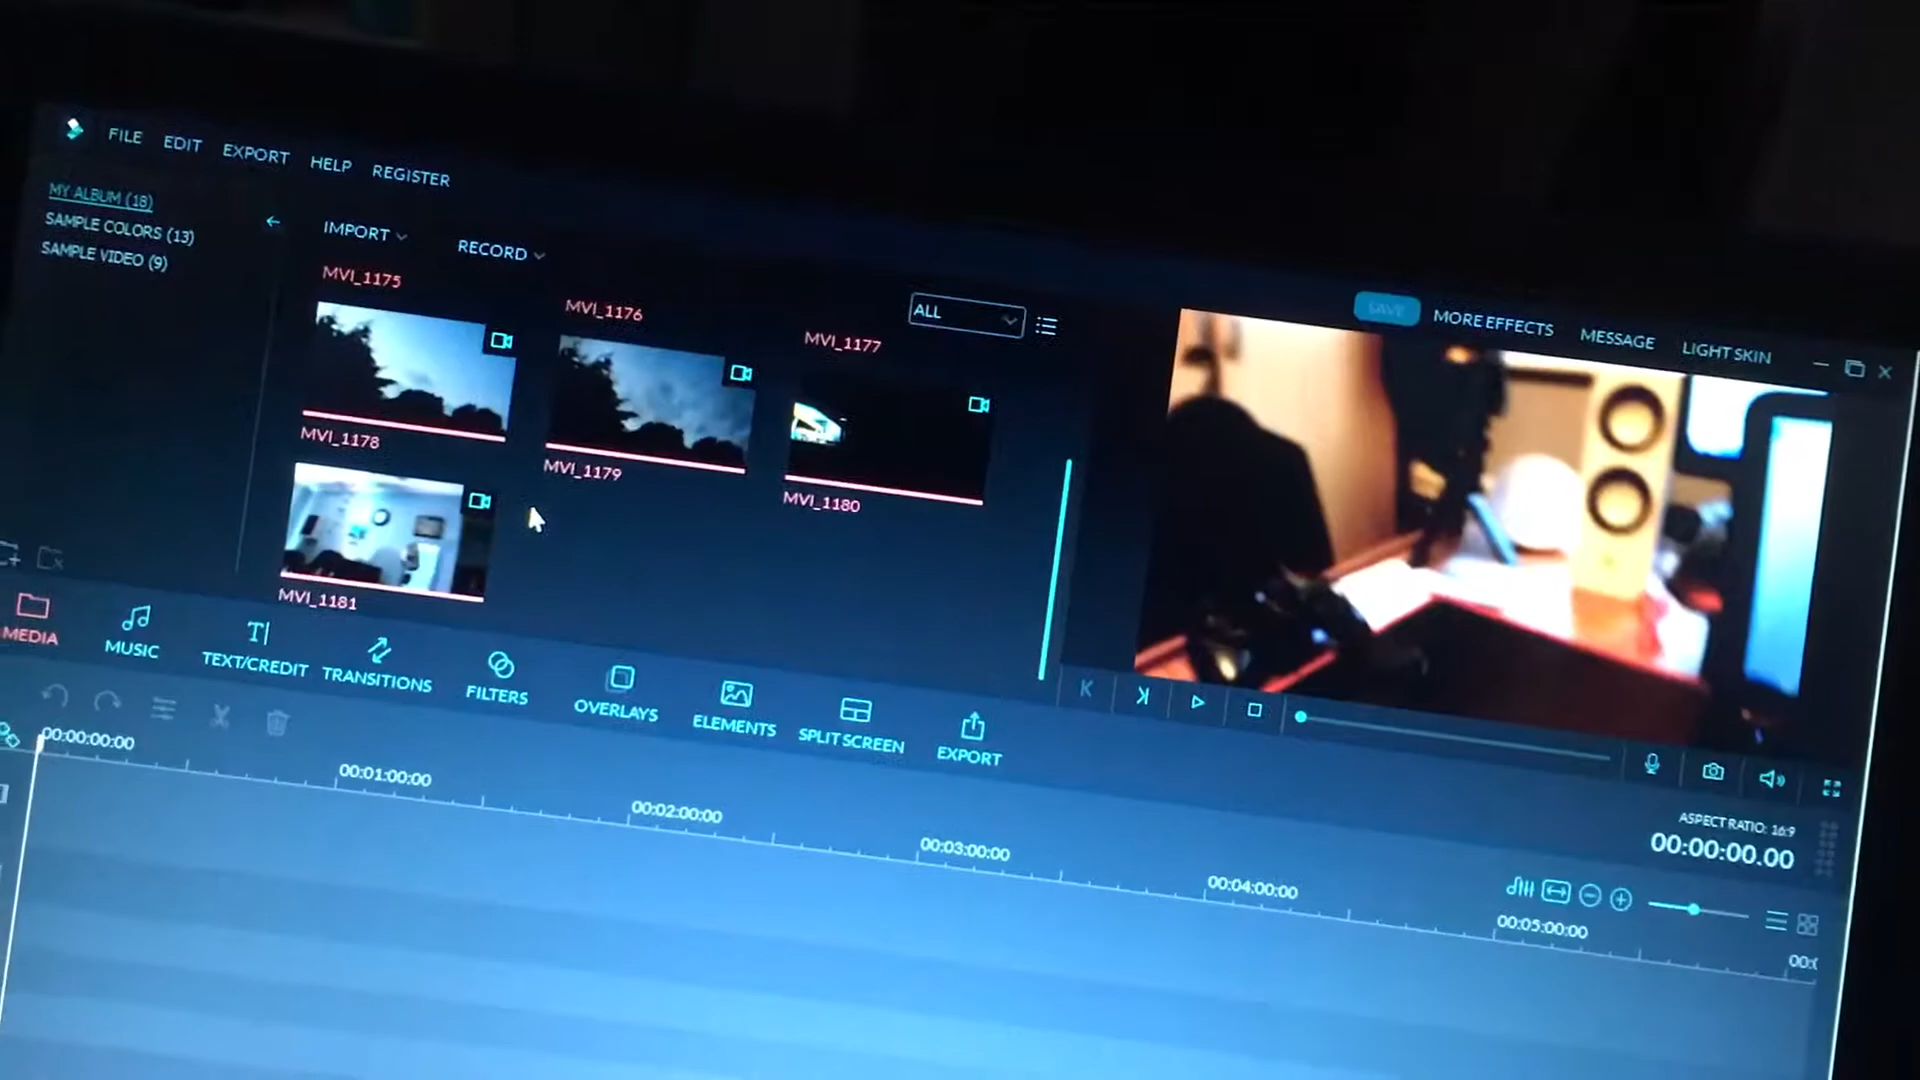 FILE EDIT EXPORT HELP REGISTER
MY ALBUM (18)
SAMPLE COLORS (13)
SAMPLE VIDEO (9)
IMPORT RECORD
ALL
MVI_1175 MVI_1176 MVI_1177
MVI_1178 MVI_1179 MVI_1180
MVI_1181
SAVE MORE EFFECTS MESSAGE LIGHT SKIN
MEDIA MUSIC TEXT/CREDIT TRANSITIONS FILTERS OVERLAYS ELEMENTS SPLIT SCREEN EXPORT
ASPECT RATIO: 16:9
00:00:00.00
00:00:00:00 00:01:00:00 00:02:00:00 00:03:00:00 00:04:00:00 00:05:00:00